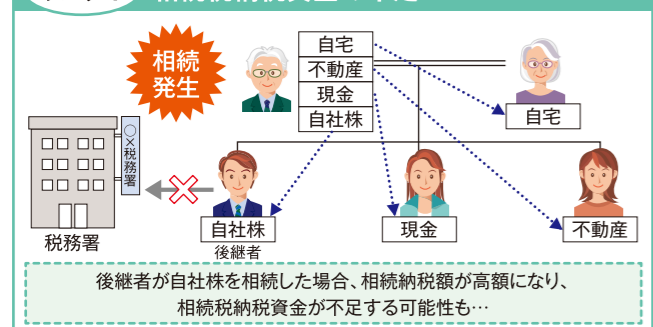 相続
発生
自宅
不動産
現金
自社株
自宅
○×税務署
税務署
自社株
後継者
現金
不動産
後継者が自社株を相続した場合、相続納税額が高額になり、
相続税納税資金が不足する可能性も…